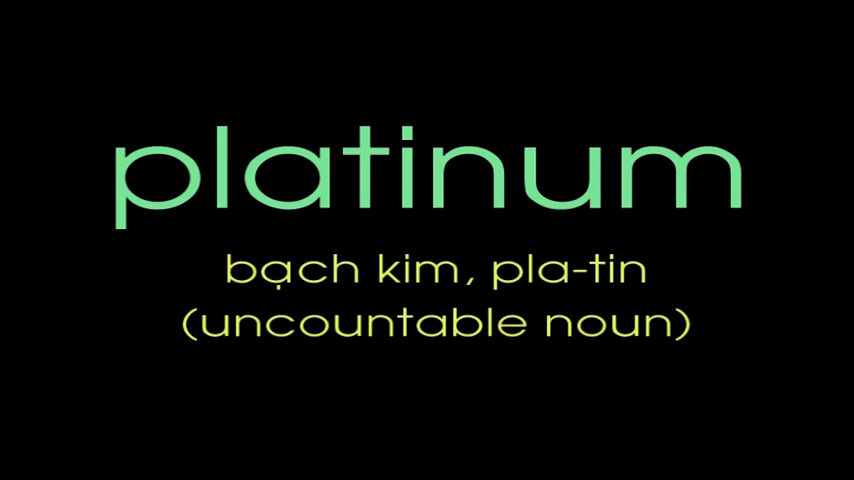 platinum
bạch kim, pla-tin
(uncountable noun)